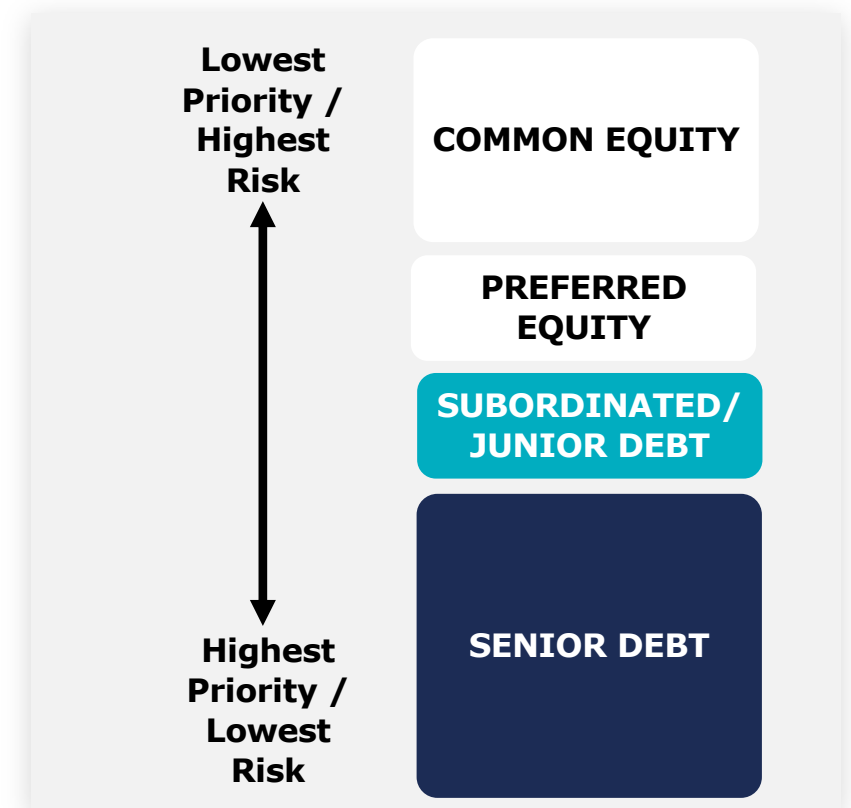 Lowest
Priority /
Highest
Risk
COMMON EQUITY
PREFERRED
EQUITY
SUBORDINATED/
JUNIOR DEBT
SENIOR DEBT
Highest
Priority /
Lowest
Risk